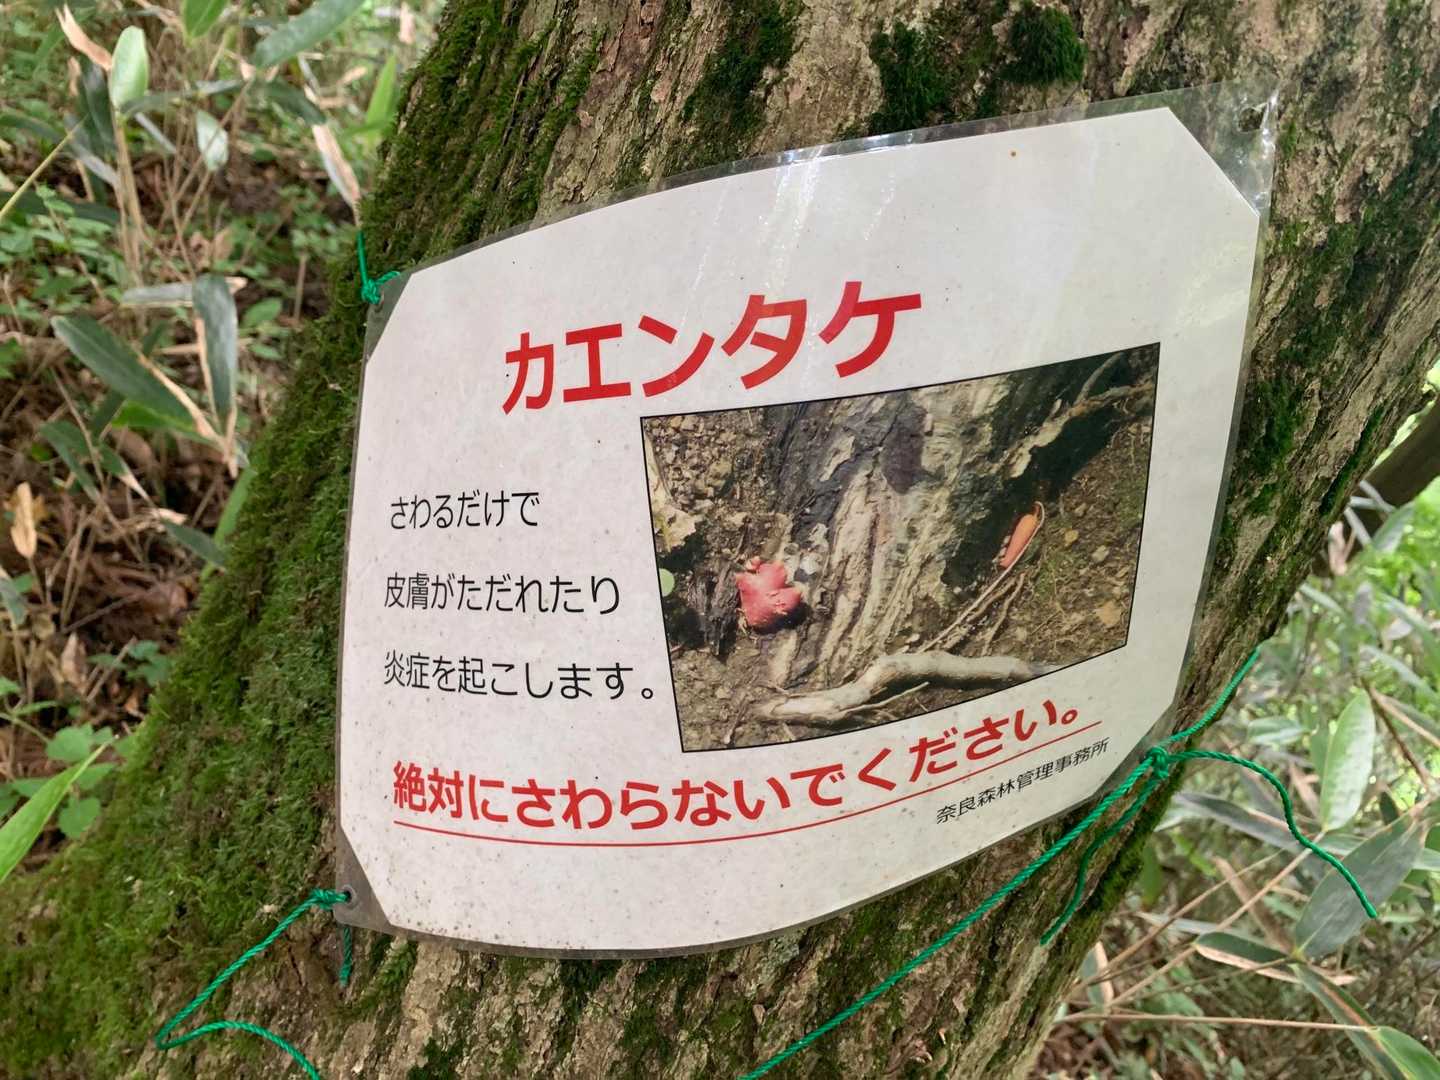 カエンタケ
さわるだけで
皮膚がただれたり
炎症を起こします。
絶対にさわらないでください。
奈良森林管理事務所